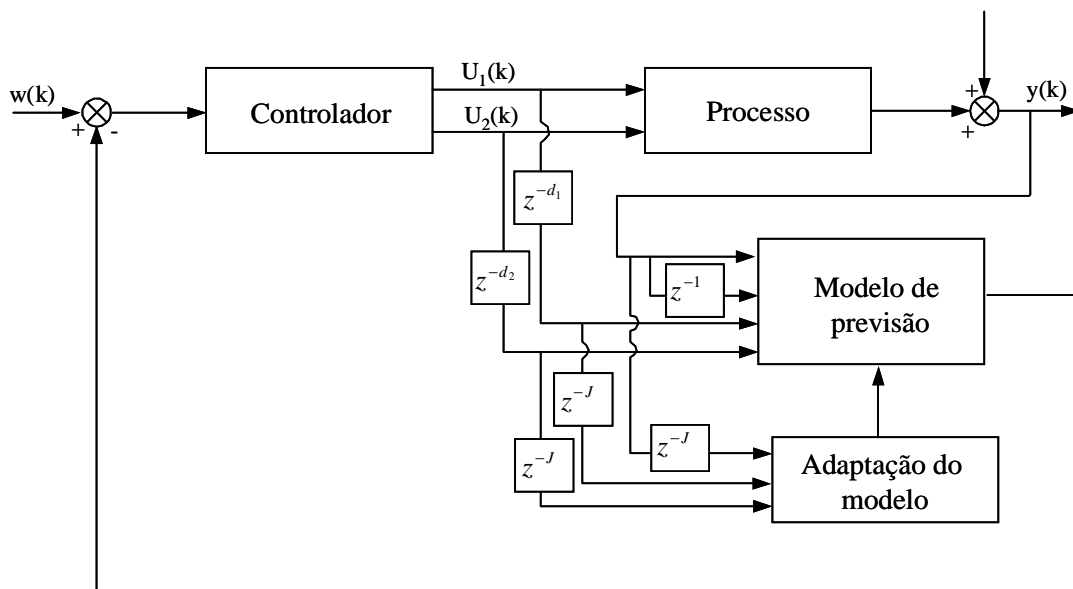 w(k)
+
-
Controlador
U₁(k)
U₂(k)
Processo
+
+
y(k)
z^{-d₁}
z^{-d₂}
z^{-1}
Modelo de
previsão
z^{-J}
z^{-J}
z^{-J}
Adaptação do
modelo